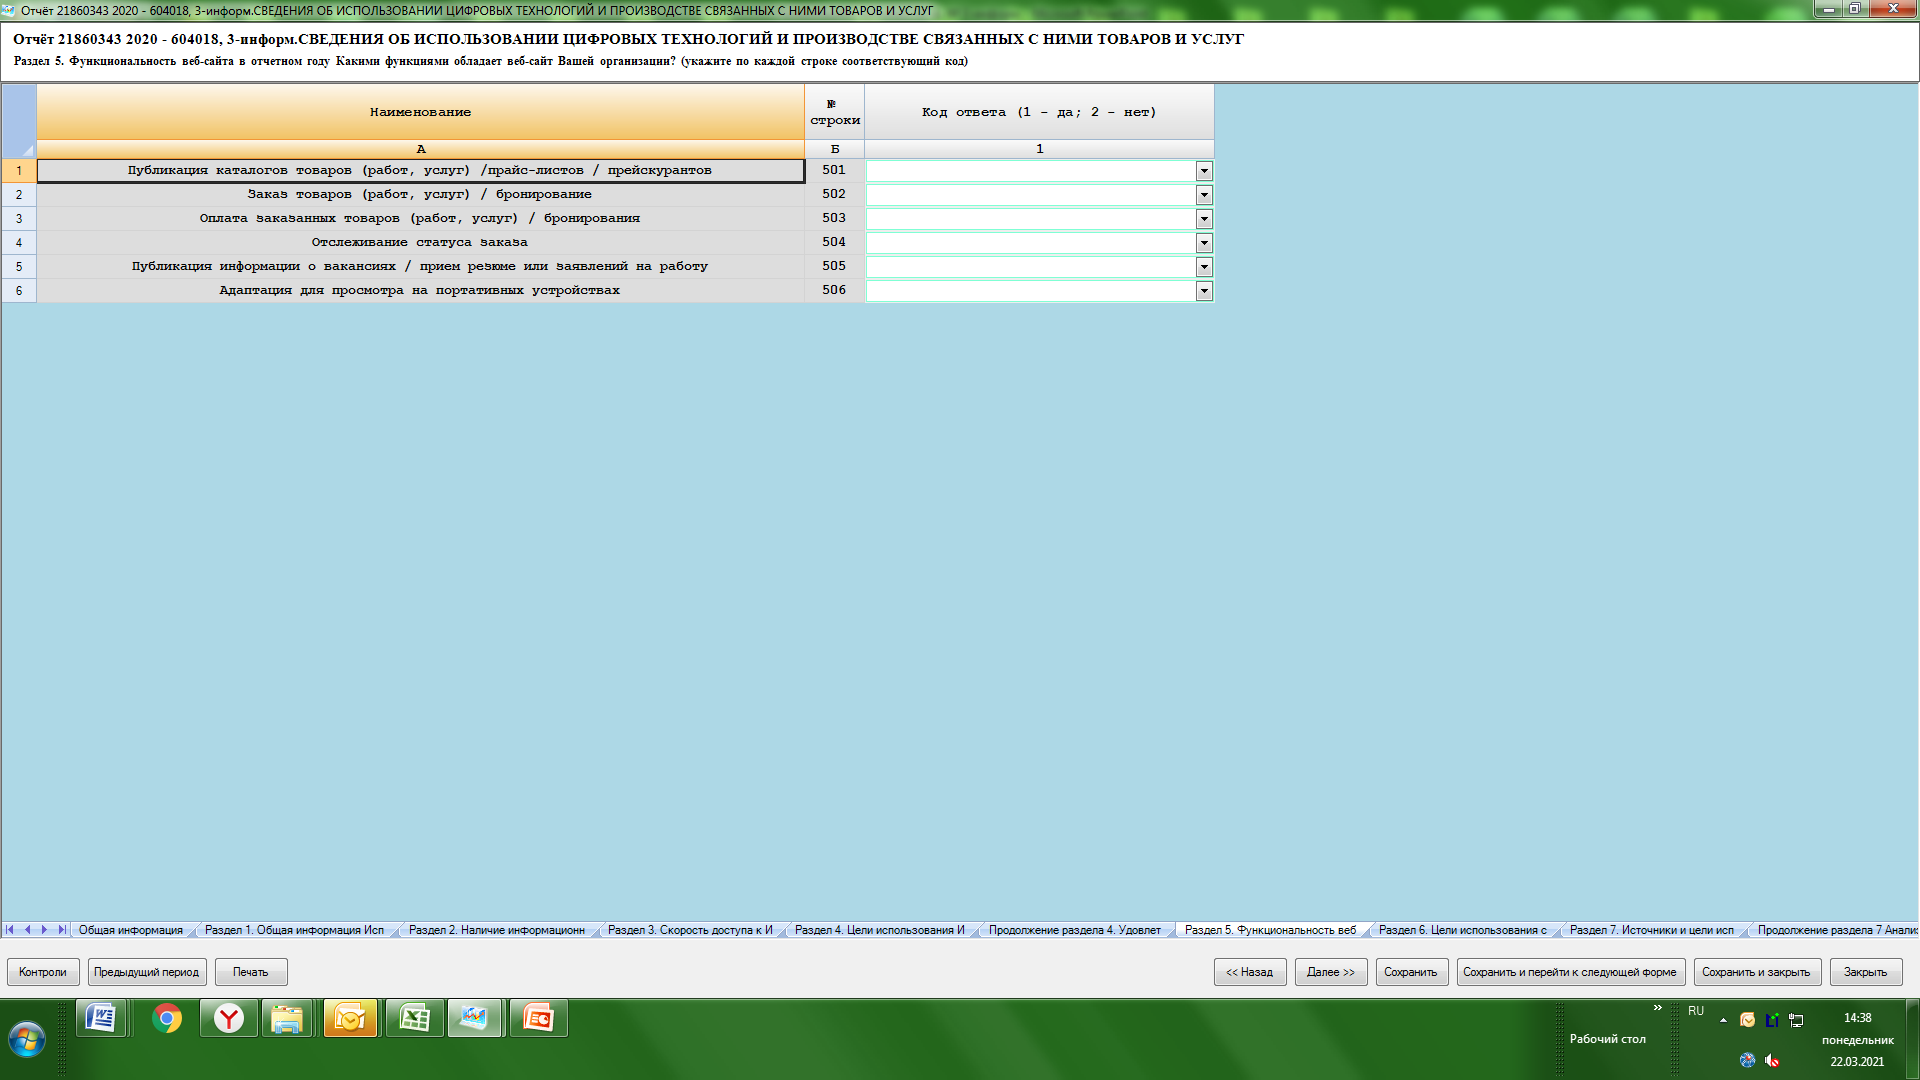 Отчёт 21860343 2020 - 604018, 3-информ.СВЕДЕНИЯ ОБ ИСПОЛЬЗОВАНИИ ЦИФРОВЫХ ТЕХНОЛОГИЙ И ПРОИЗВОДСТВЕ СВЯЗАННЫХ С НИМИ ТОВАРОВ И УСЛУГ
Отчёт 21860343 2020 - 604018, 3-информ.СВЕДЕНИЯ ОБ ИСПОЛЬЗОВАНИИ ЦИФРОВЫХ ТЕХНОЛОГИЙ И ПРОИЗВОДСТВЕ СВЯЗАННЫХ С НИМИ ТОВАРОВ И УСЛУГ
Раздел 5. Функциональность веб-сайта в отчетном году Какими функциями обладает веб-сайт Вашей организации? (укажите по каждой строке соответствующий код)
Наименование № строки Код ответа (1 - да; 2 - нет)
А Б 1
1 Публикация каталогов товаров (работ, услуг) /прайс-листов / прейскурантов 501
2 Заказ товаров (работ, услуг) / бронирование 502
3 Оплата заказанных товаров (работ, услуг) / бронирования 503
4 Отслеживание статуса заказа 504
5 Публикация информации о вакансиях / прием резюме или заявлений на работу 505
6 Адаптация для просмотра на портативных устройствах 506
Общая информация Раздел 1. Общая информация Исп Раздел 2. Наличие информационн Раздел 3. Скорость доступа к И Раздел 4. Цели использования И Продолжение раздела 4. Удовлет Раздел 5. Функциональность веб Раздел 6. Цели использования с Раздел 7. Источники и цели исп Продолжение раздела 7 Анали
Контроли Предыдущий период Печать << Назад Далее >> Сохранить Сохранить и перейти к следующей форме Сохранить и закрыть Закрыть
Рабочий стол » RU 14:38
понедельник
22.03.2021